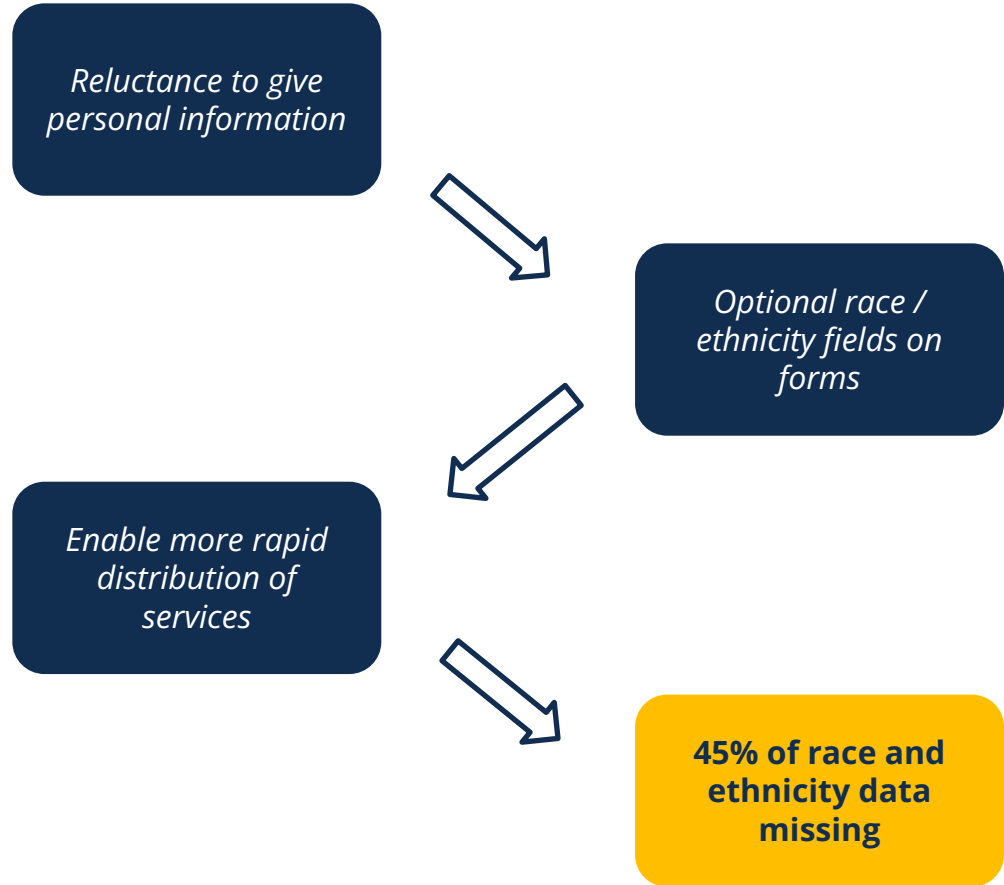 Reluctance to give
personal information
Optional race /
ethnicity fields on
forms
Enable more rapid
distribution of
services
45% of race and
ethnicity data
missing